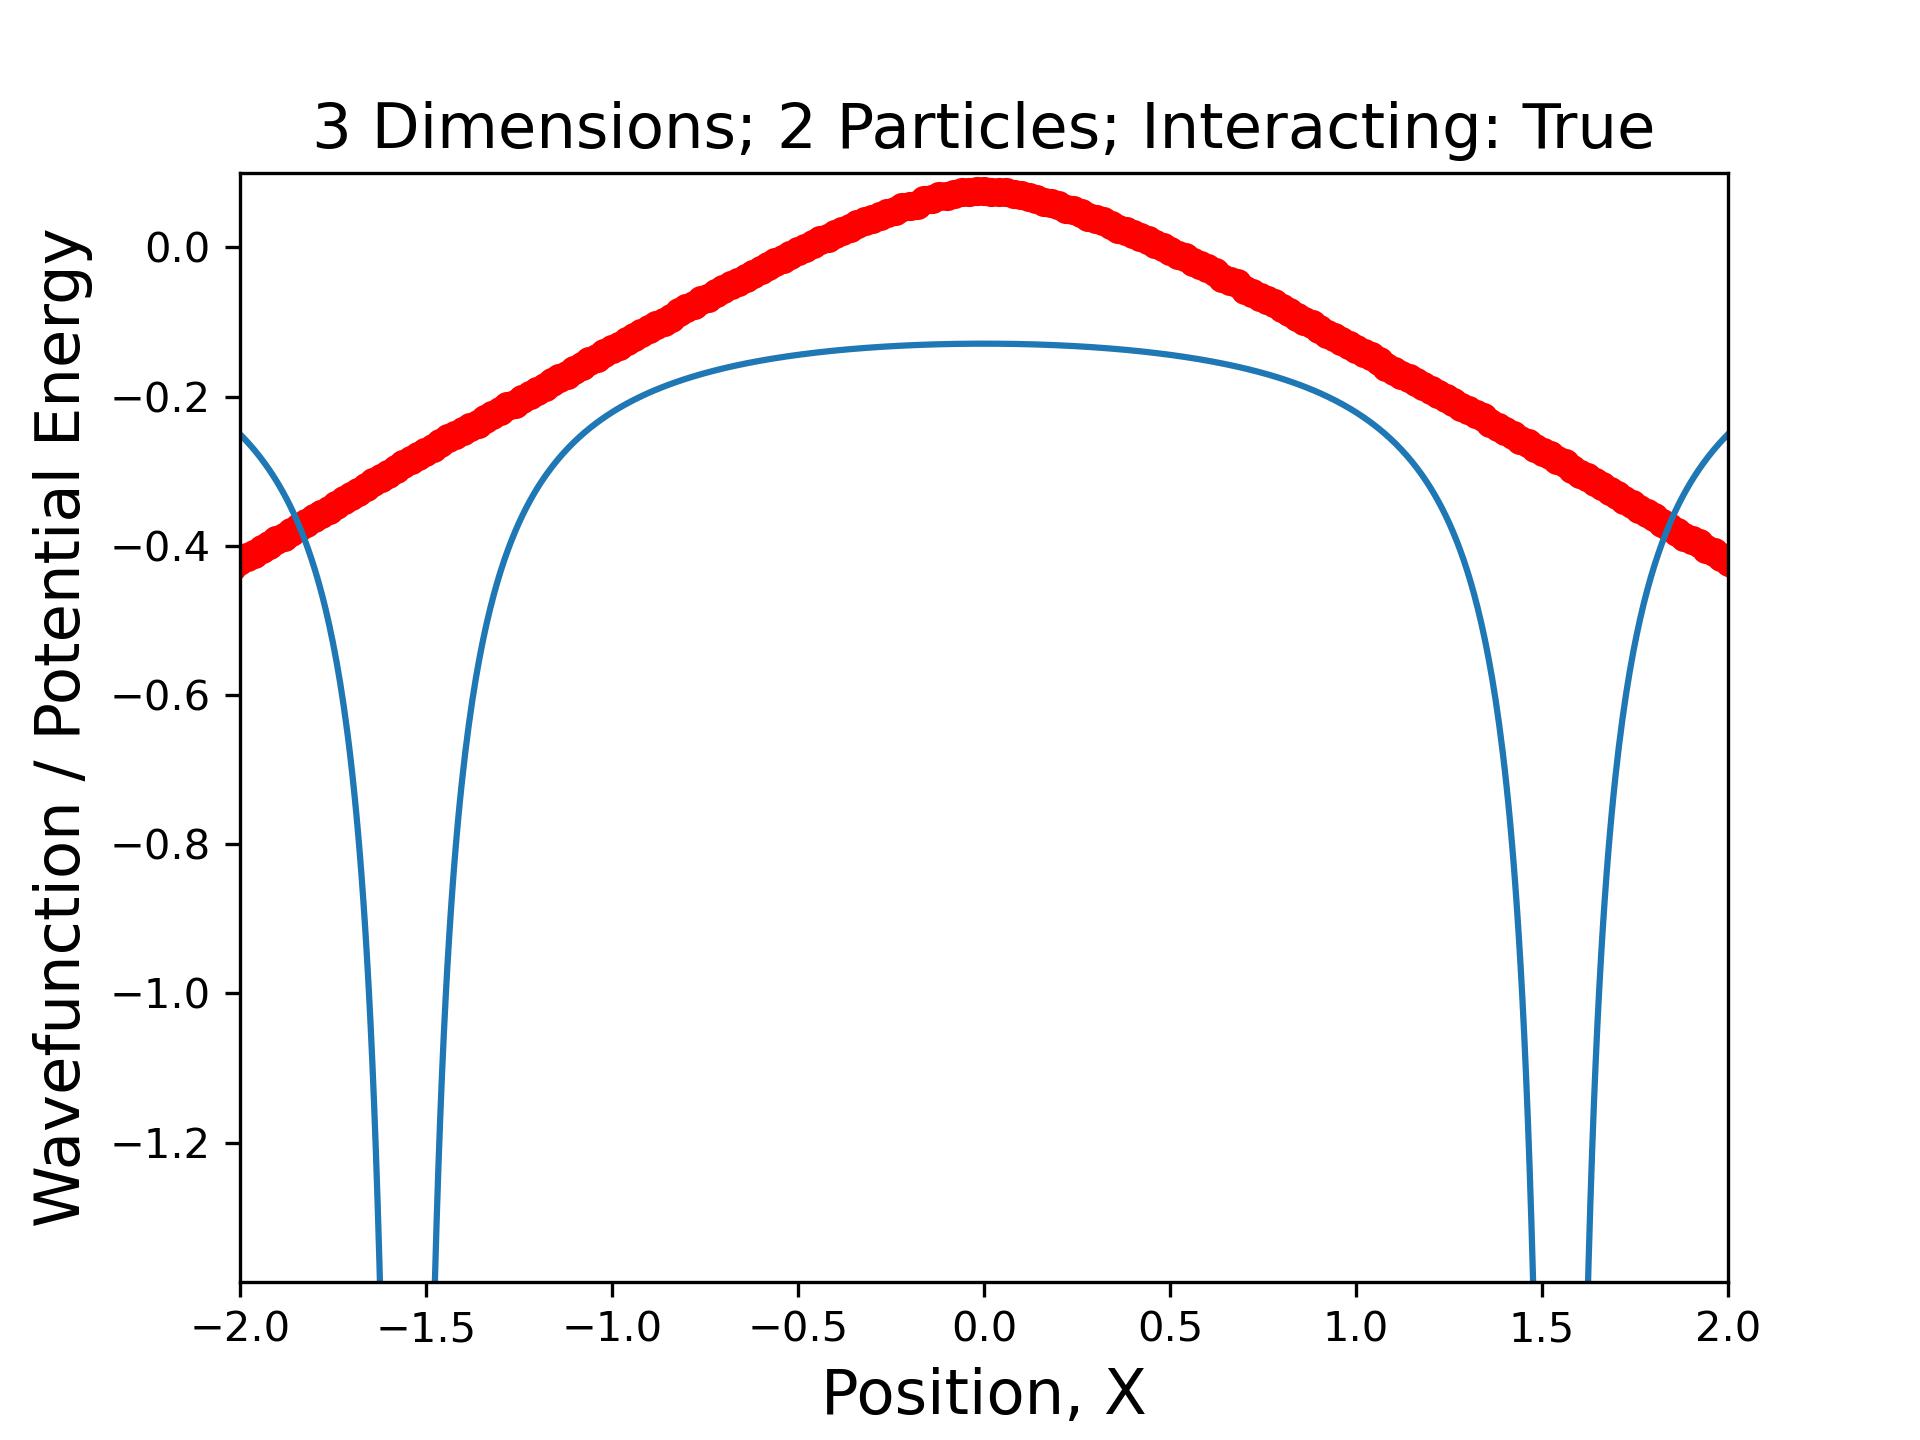 3 Dimensions; 2 Particles; Interacting: True
Wavefunction / Potential Energy
0.0
−0.2
−0.4
−0.6
−0.8
−1.0
−1.2
−2.0 −1.5 −1.0 −0.5 0.0 0.5 1.0 1.5 2.0
Position, X